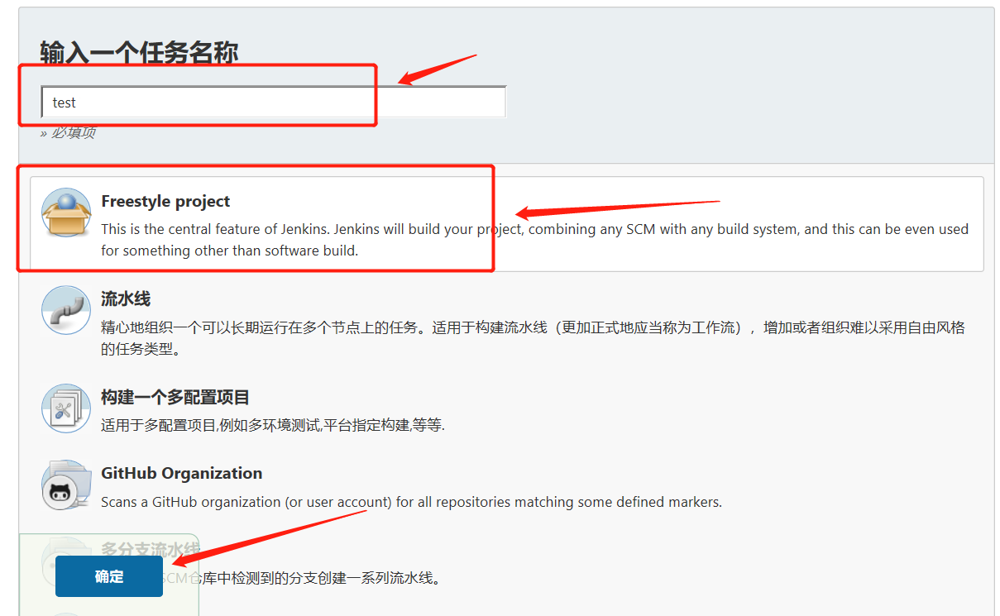 输入一个任务名称
test
» 必填项
Freestyle project
This is the central feature of Jenkins. Jenkins will build your project, combining any SCM with any build system, and this can be even used
for something other than software build.
流水线
精心地组织一个可以长期运行在多个节点上的任务。适用于构建流水线（更加正式地应当称为工作流），增加或者组织难以采用自由风格
的任务类型。
构建一个多配置项目
适用于多配置项目,例如多环境测试,平台指定构建,等等.
GitHub Organization
Scans a GitHub organization (or user account) for all repositories matching some defined markers.
多分支流水线
SCM仓库中检测到的分支创建一系列流水线。
确定